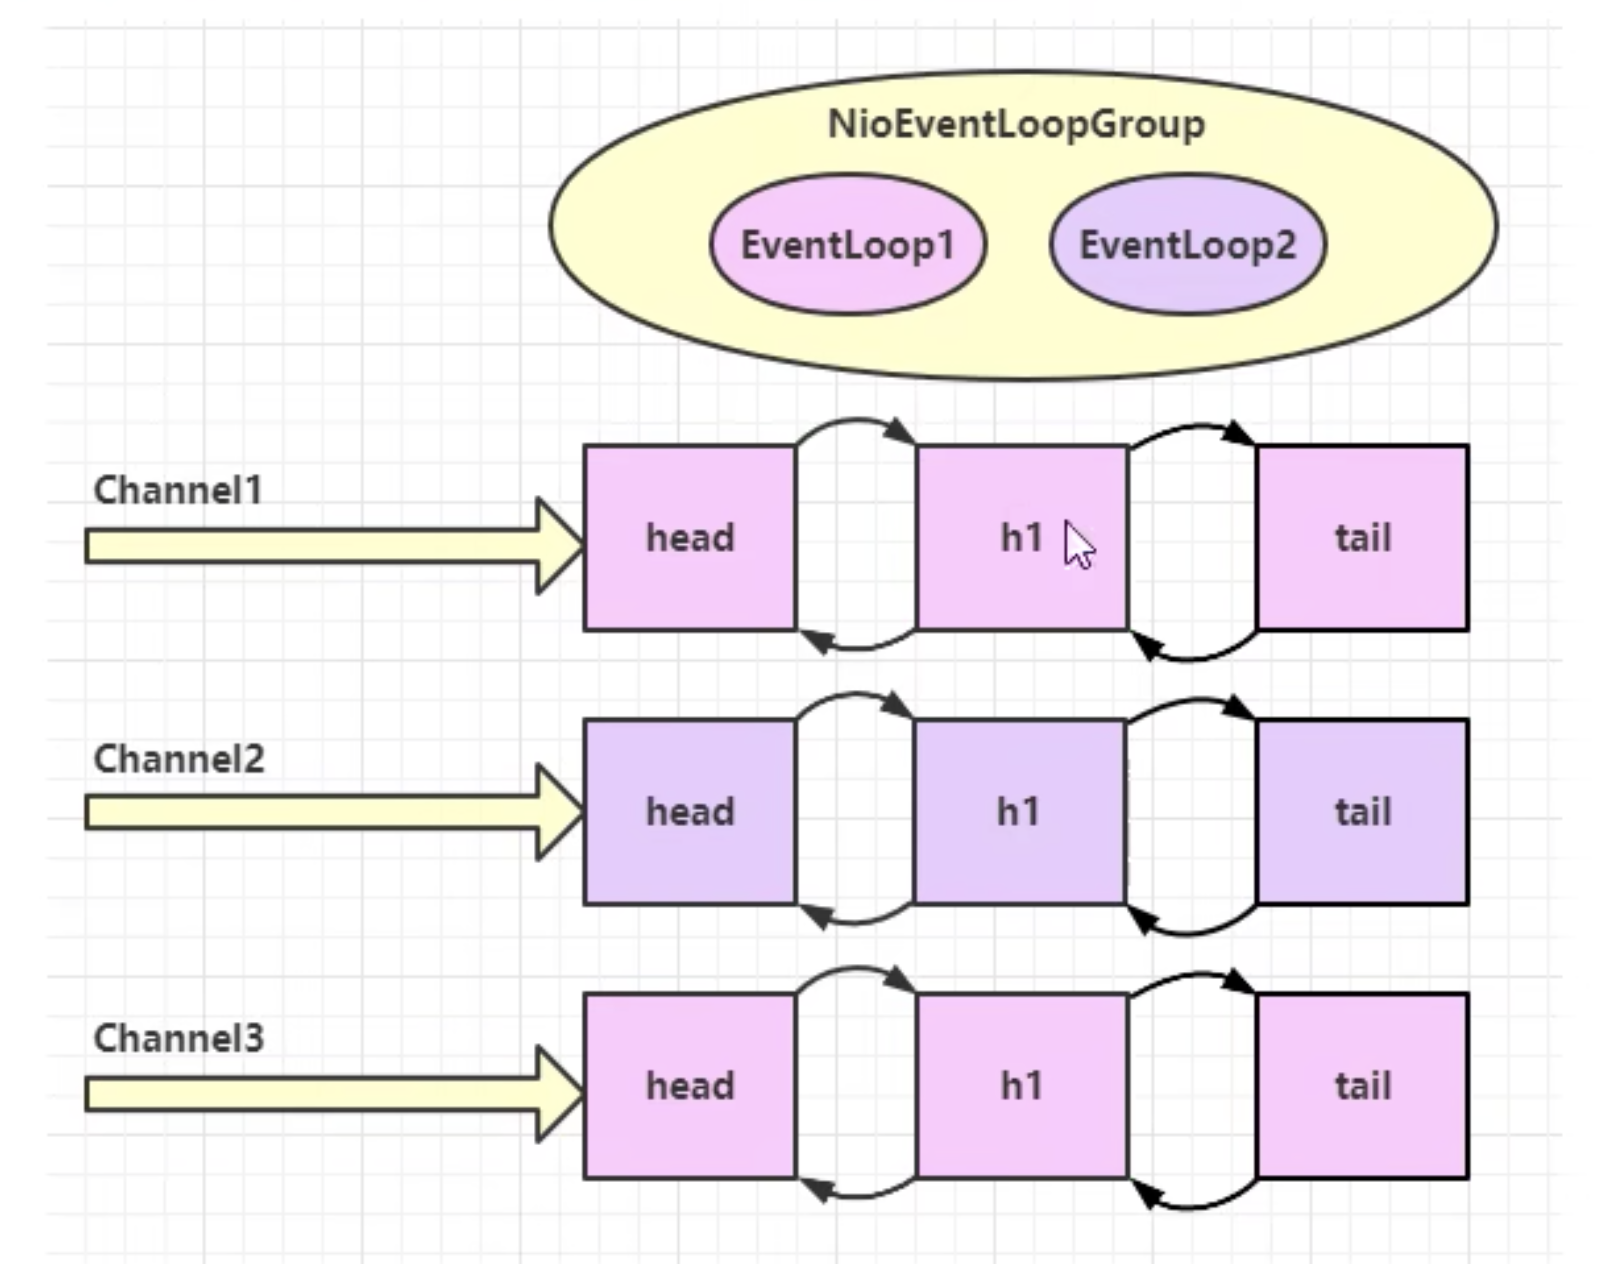 NioEventLoopGroup
EventLoop1 EventLoop2
Channel1
head h1 tail
Channel2
head h1 tail
Channel3
head h1 tail